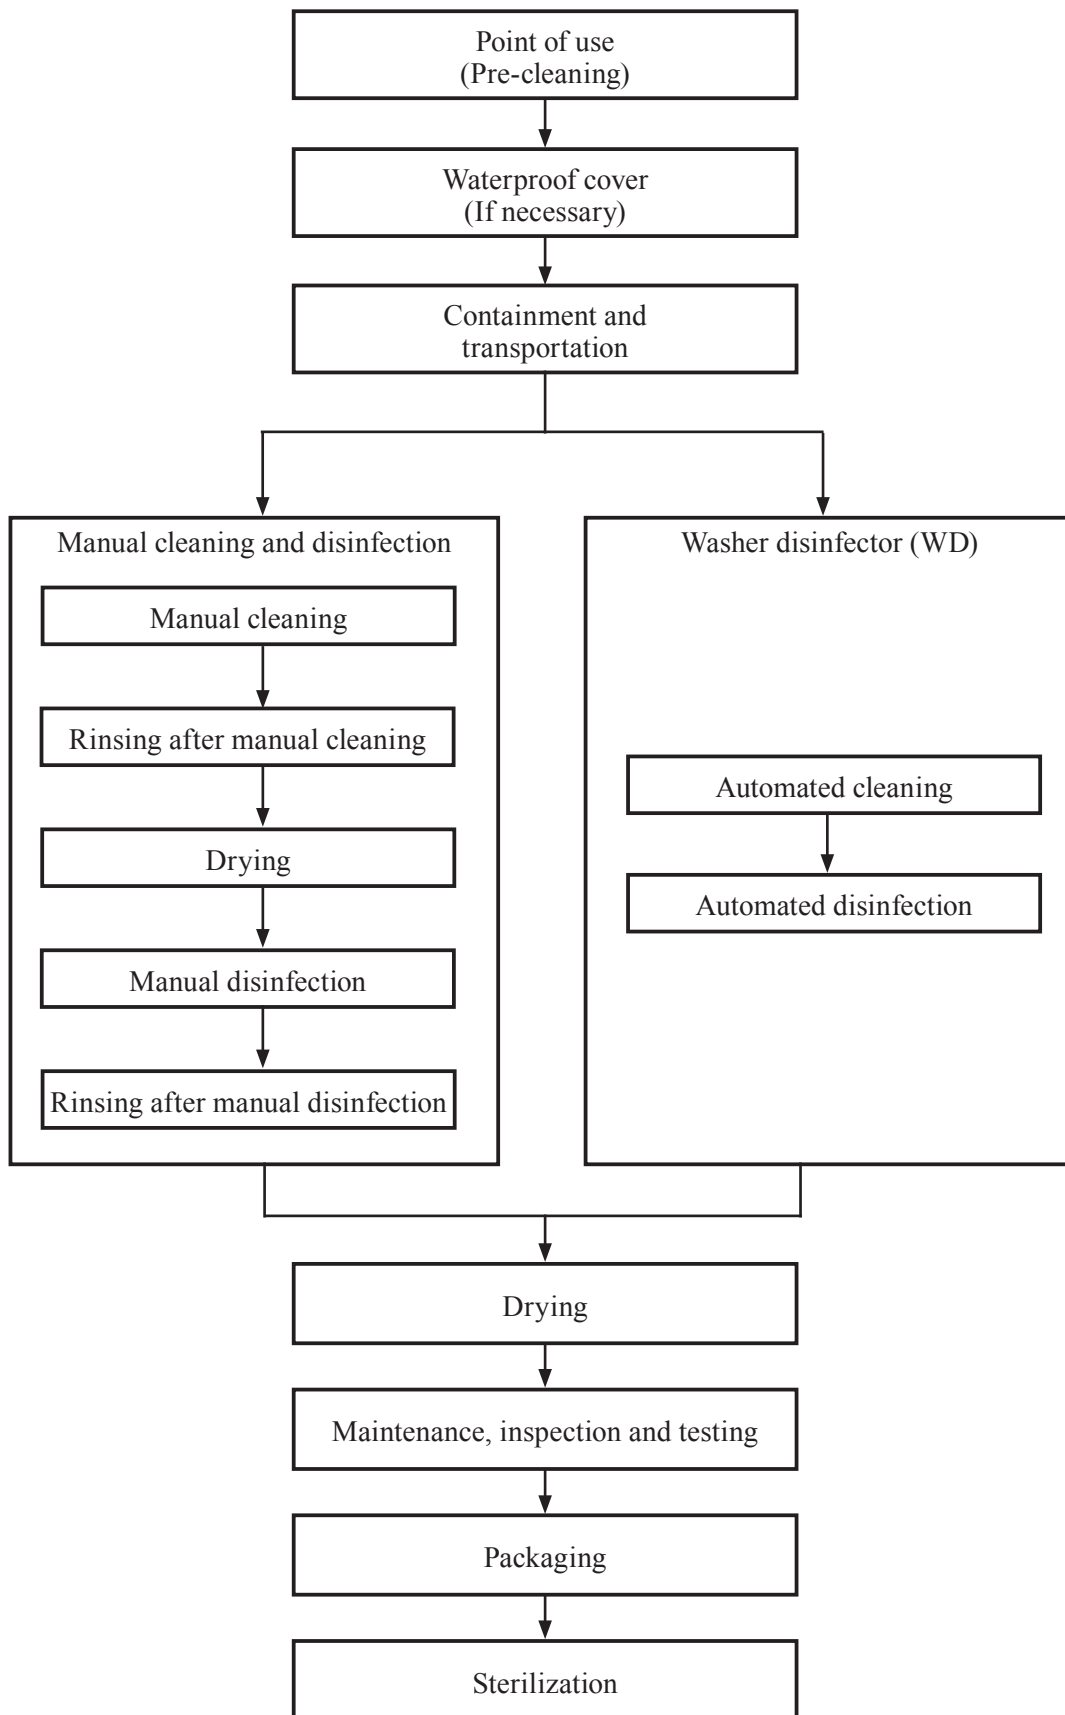 Point of use
(Pre-cleaning)
Waterproof cover
(If necessary)
Containment and
transportation
Manual cleaning and disinfection
Manual cleaning
Rinsing after manual cleaning
Drying
Manual disinfection
Rinsing after manual disinfection
Washer disinfector (WD)
Automated cleaning
Automated disinfection
Drying
Maintenance, inspection and testing
Packaging
Sterilization